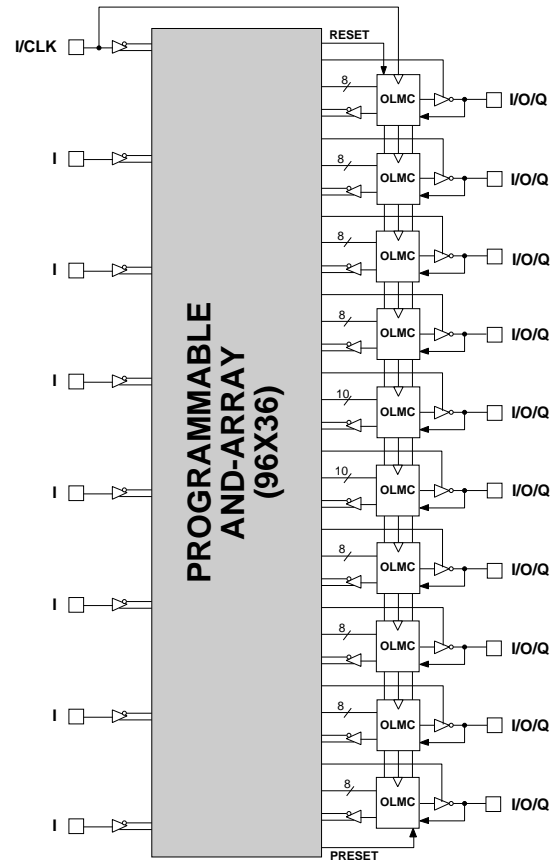 RESET
I/CLK
8
OLMC
I/O/Q
I
8
OLMC
I/O/Q
8
OLMC
I/O/Q
I
8
OLMC
I/O/Q
I
10
OLMC
I/O/Q
PROGRAMMABLE
AND-ARRAY
(96X36)
10
OLMC
I/O/Q
I
8
OLMC
I/O/Q
I
8
OLMC
I/O/Q
I
8
OLMC
I/O/Q
8
OLMC
I/O/Q
I
PRESET